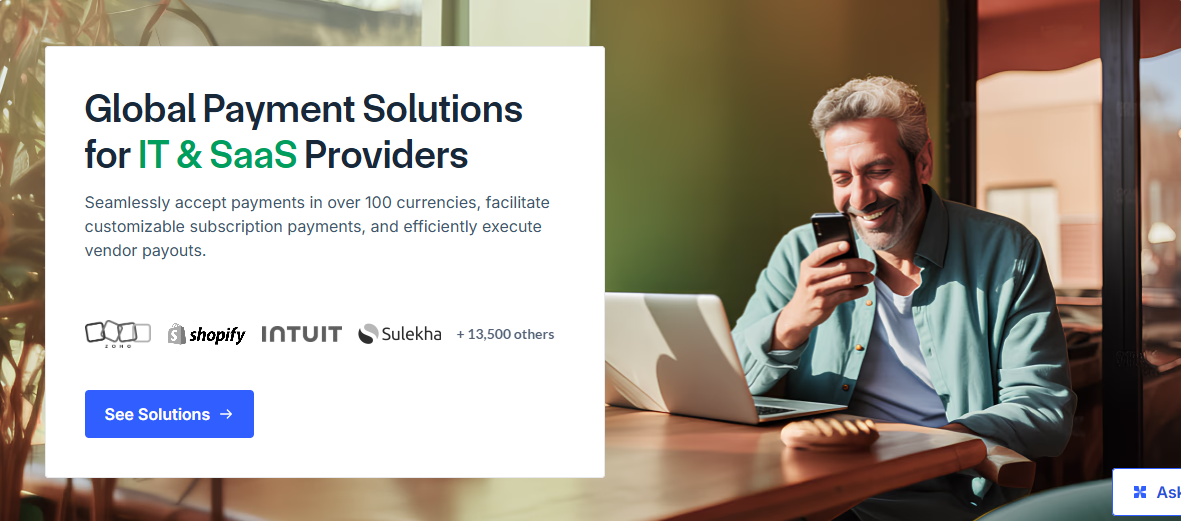 Global Payment Solutions
for IT & SaaS Providers
Seamlessly accept payments in over 100 currencies, facilitate
customizable subscription payments, and efficiently execute
vendor payouts.
ZOHO shopify INTUIT Sulekha + 13,500 others
See Solutions →
Ask